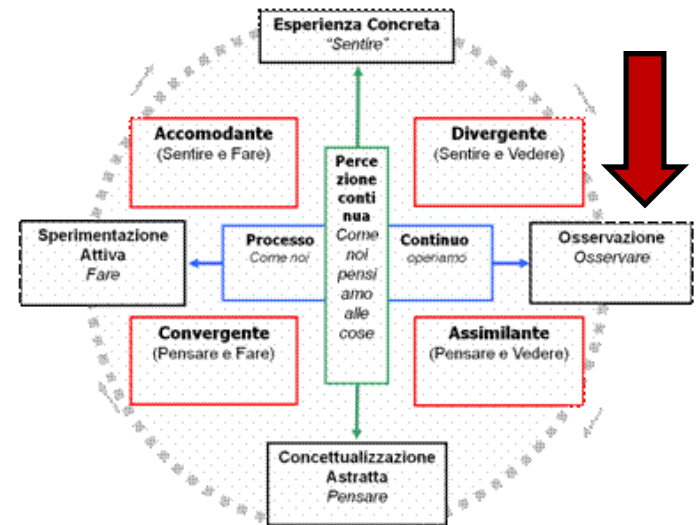 Esperienza Concreta
"Sentire"
Accomodante
(Sentire e Fare)
Divergente
(Sentire e Vedere)
Perce
zione
conti
nua
Come
noi
pensi
amo
alle
cose
Sperimentazione
Attiva
Fare
Processo
Come noi
Continuo
operiamo
Osservazione
Osservare
Convergente
(Pensare e Fare)
Assimilante
(Pensare e Vedere)
Concettualizzazione
Astratta
Pensare